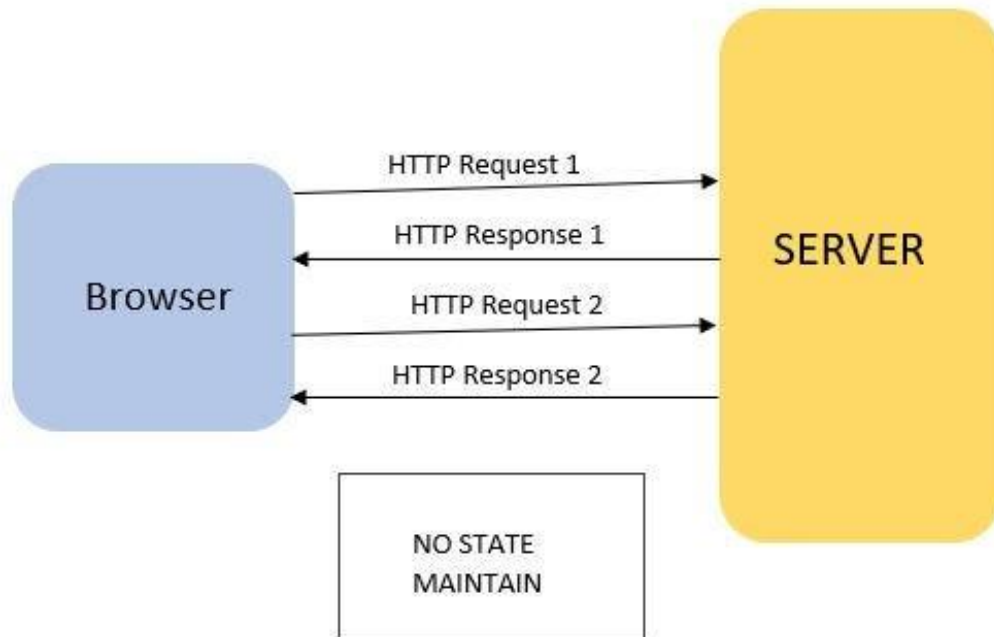 HTTP Request 1
HTTP Response 1
SERVER
Browser
HTTP Request 2
HTTP Response 2
NO STATE
MAINTAIN